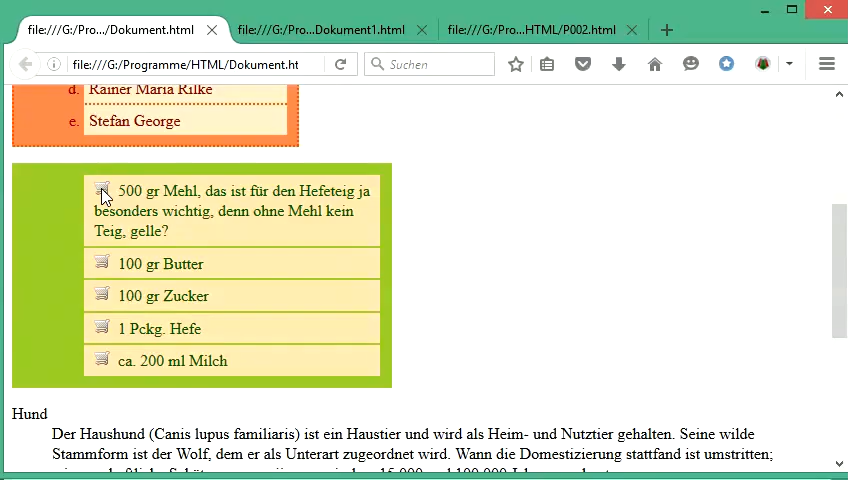 file:///G:/Pro.../Dokument.html
file:///G:/Pro...Dokument1.html
file:///G:/Pro...HTML/P002.html
file:///G:/Programme/HTML/Dokument.ht
Suchen
d. Rainer Maria Rilke
e. Stefan George
500 gr Mehl, das ist für den Hefeteig ja
besonders wichtig, denn ohne Mehl kein
Teig, gelle?
100 gr Butter
100 gr Zucker
1 Pckg. Hefe
ca. 200 ml Milch
Hund
Der Haushund (Canis lupus familiaris) ist ein Haustier und wird als Heim- und Nutztier gehalten. Seine wilde
Stammform ist der Wolf, dem er als Unterart zugeordnet wird. Wann die Domestizierung stattfand ist umstritten;